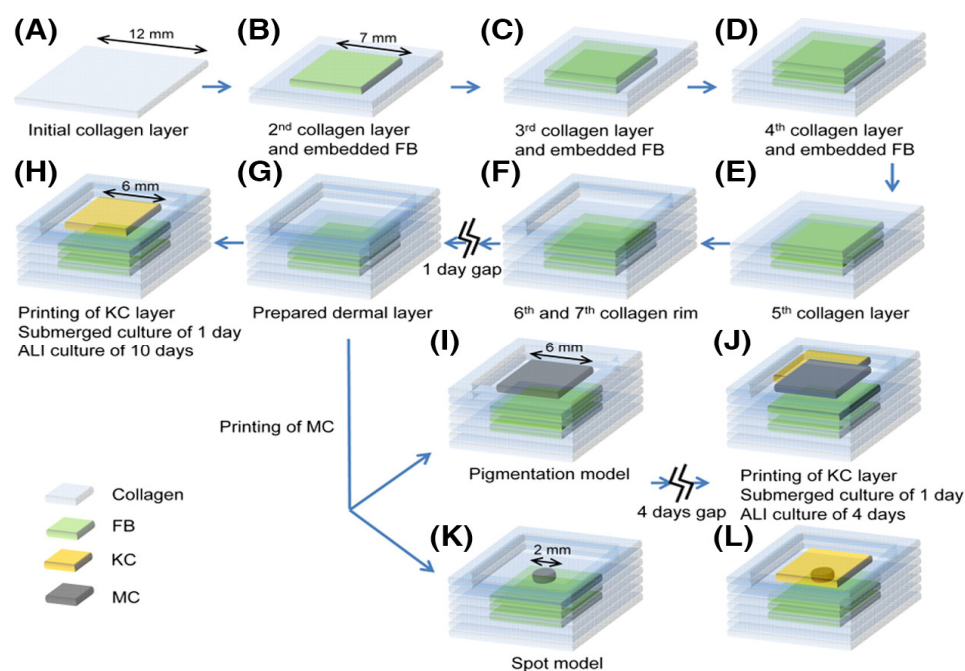 (A)
12 mm
Initial collagen layer
(B)
7 mm
2nd collagen layer
and embedded FB
(C)
3rd collagen layer
and embedded FB
(D)
4th collagen layer
and embedded FB
(H)
6 mm
Printing of KC layer
Submerged culture of 1 day
ALI culture of 10 days
(G)
Prepared dermal layer
1 day gap
(F)
6th and 7th collagen rim
(E)
5th collagen layer
Printing of MC
(I)
6 mm
Pigmentation model
4 days gap
(J)
Printing of KC layer
Submerged culture of 1 day
ALI culture of 4 days
Collagen
FB
KC
MC
(K)
2 mm
Spot model
(L)